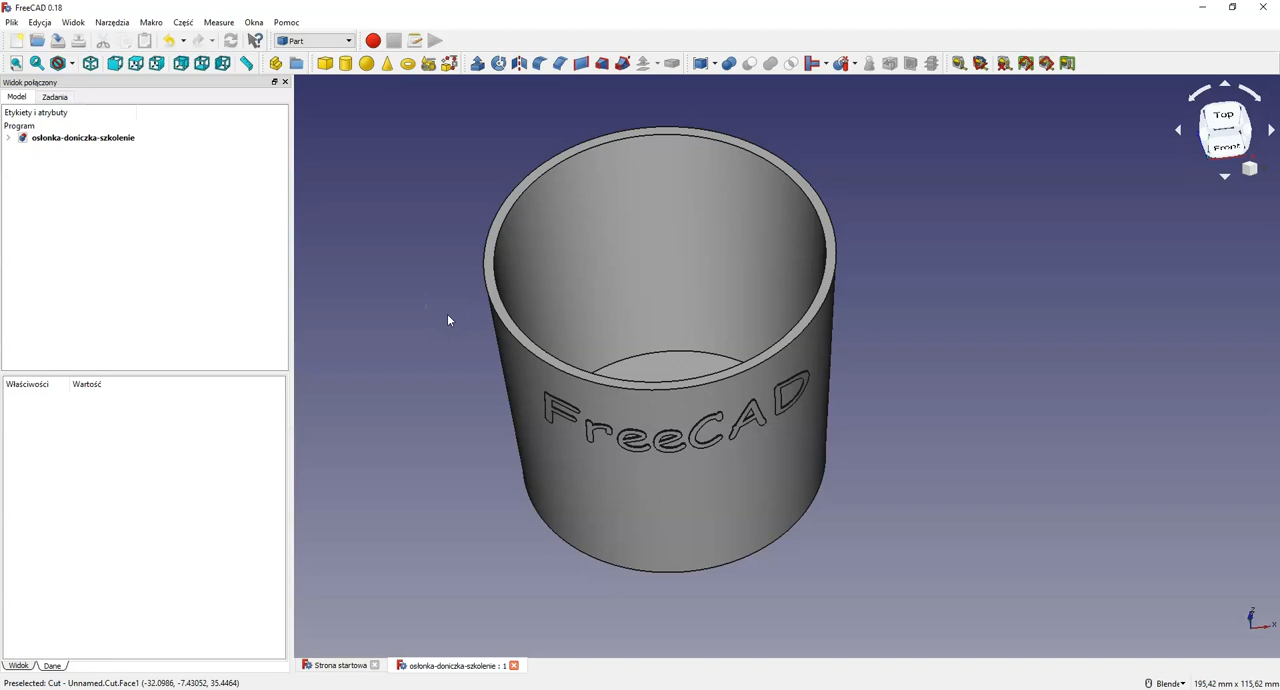 FreeCAD 0.18
Plik Edycja Widok Narzędzia Makro Część Measure Okna Pomoc
Part
Widok połączony
Model Zadania
Etykiety i atrybuty
Program
osłonka-doniczka-szkolenie
Top
Front
FreeCAD
Właściwości Wartość
Z
X
Widok Dane
Strona startowa osłonka-doniczka-szkolenie : 1
Preselected: Cut - Unnamed.Cut.Face1 (-32.0986, -7.43052, 35.4464)
Blender 195,42 mm x 115,62 mm